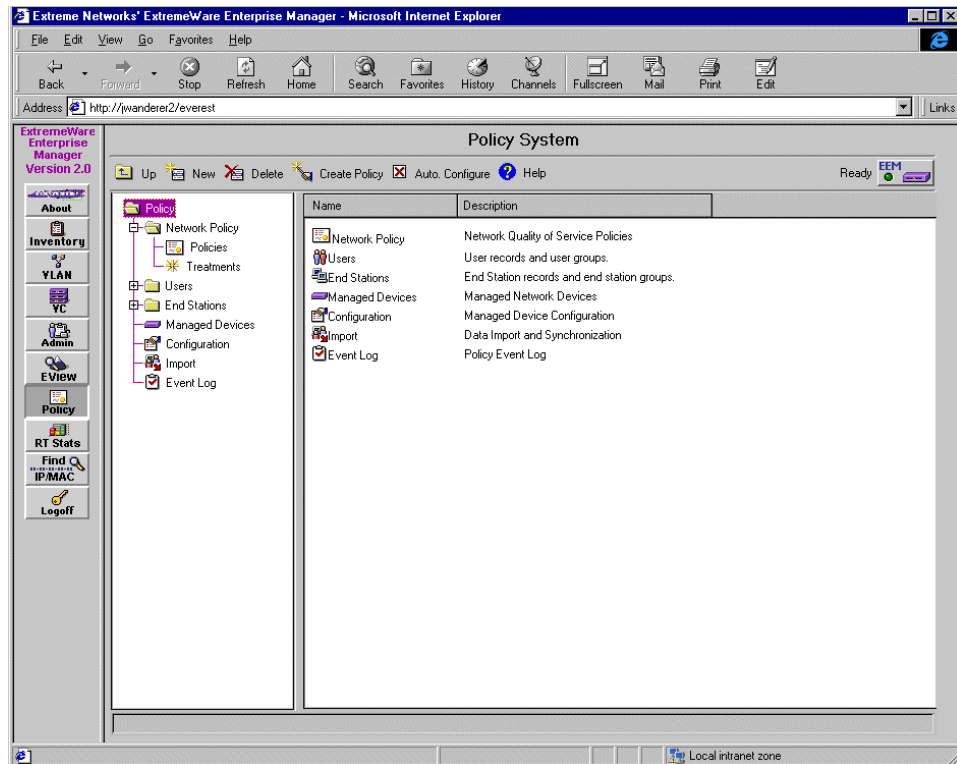 Extreme Networks' ExtremeWare Enterprise Manager - Microsoft Internet Explorer
File Edit View Go Favorites Help
Back Forward Stop Refresh Home Search Favorites History Channels Fullscreen Mail Print Edit
Address http://jwanderer2/everest Links
ExtremeWare
Enterprise
Manager
Version 2.0
About
Inventory
VLAN
VC
Admin
EView
Policy
RT Stats
Find
IP/MAC
Logoff
Policy System
Up New Delete Create Policy Auto. Configure Help Ready EEM
Policy
Network Policy
Policies
Treatments
Users
End Stations
Managed Devices
Configuration
Import
Event Log
Name Description
Network Policy Network Quality of Service Policies
Users User records and user groups.
End Stations End Station records and end station groups.
Managed Devices Managed Network Devices
Configuration Managed Device Configuration
Import Data Import and Synchronization
Event Log Policy Event Log
Local intranet zone